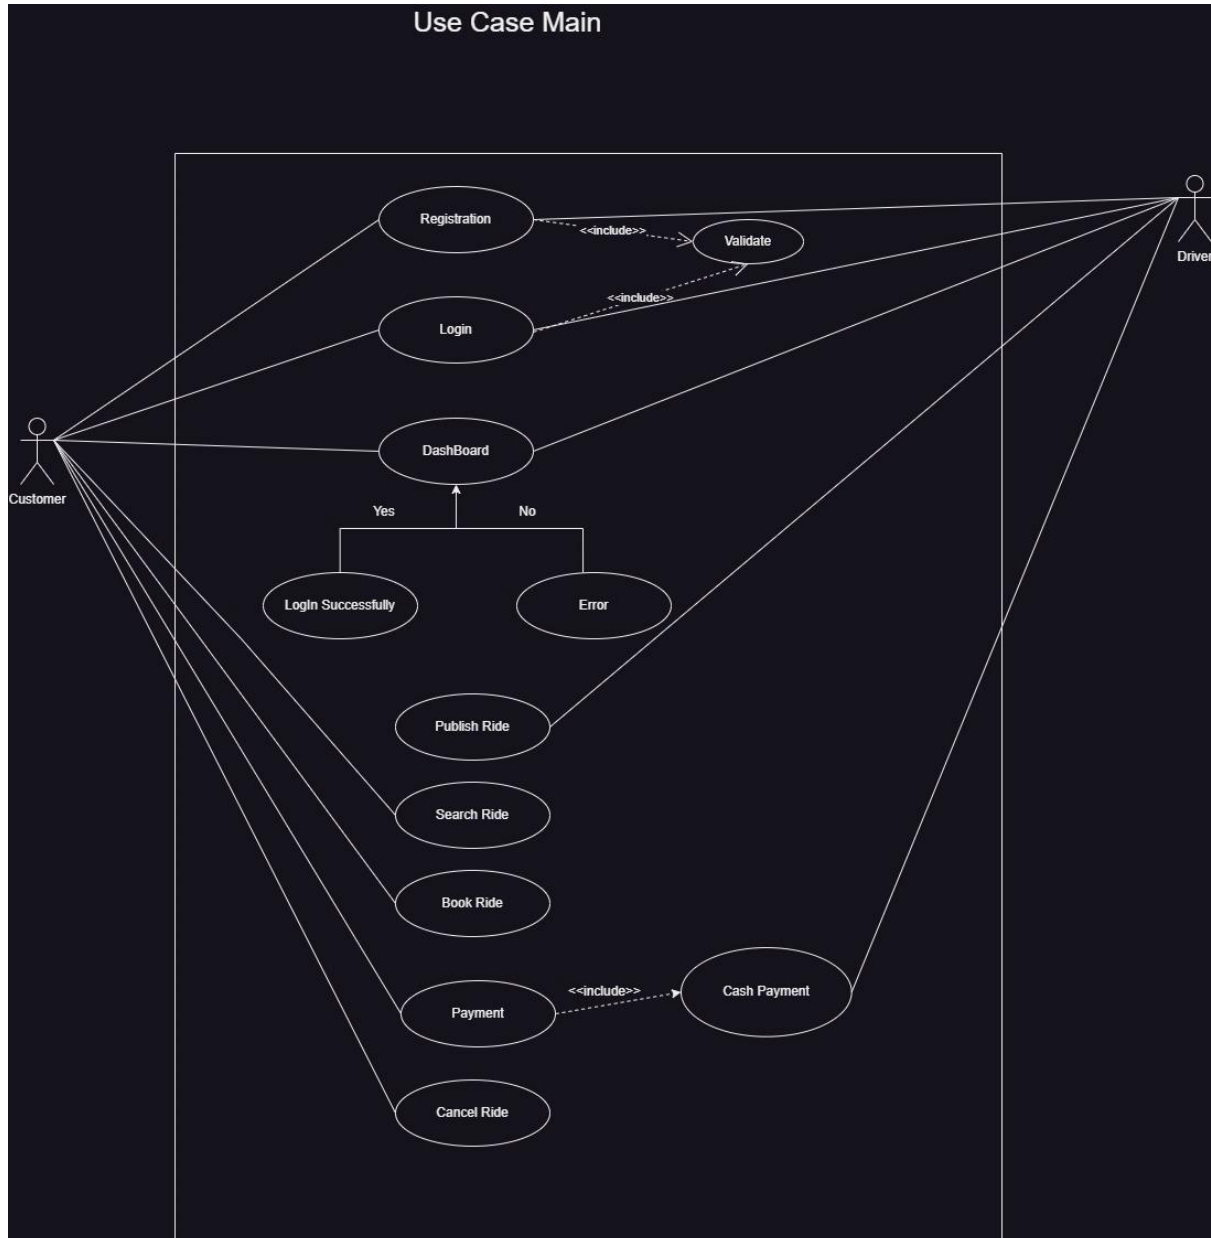 Use Case Main
Registration
<<include>>
Validate
Driver
<<include>>
Login
DashBoard
Customer
Yes
No
LogIn Successfully
Error
Publish Ride
Search Ride
Book Ride
<<include>>
Cash Payment
Payment
Cancel Ride